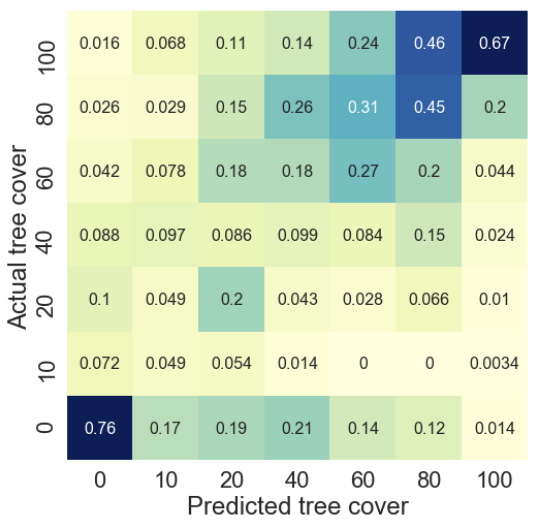 Actual tree cover
100 0.016 0.068 0.11 0.14 0.24 0.46 0.67
80 0.026 0.029 0.15 0.26 0.31 0.45 0.2
60 0.042 0.078 0.18 0.18 0.27 0.2 0.044
40 0.088 0.097 0.086 0.099 0.084 0.15 0.024
20 0.1 0.049 0.2 0.043 0.028 0.066 0.01
10 0.072 0.049 0.054 0.014 0 0 0.0034
0 0.76 0.17 0.19 0.21 0.14 0.12 0.014
0 10 20 40 60 80 100
Predicted tree cover